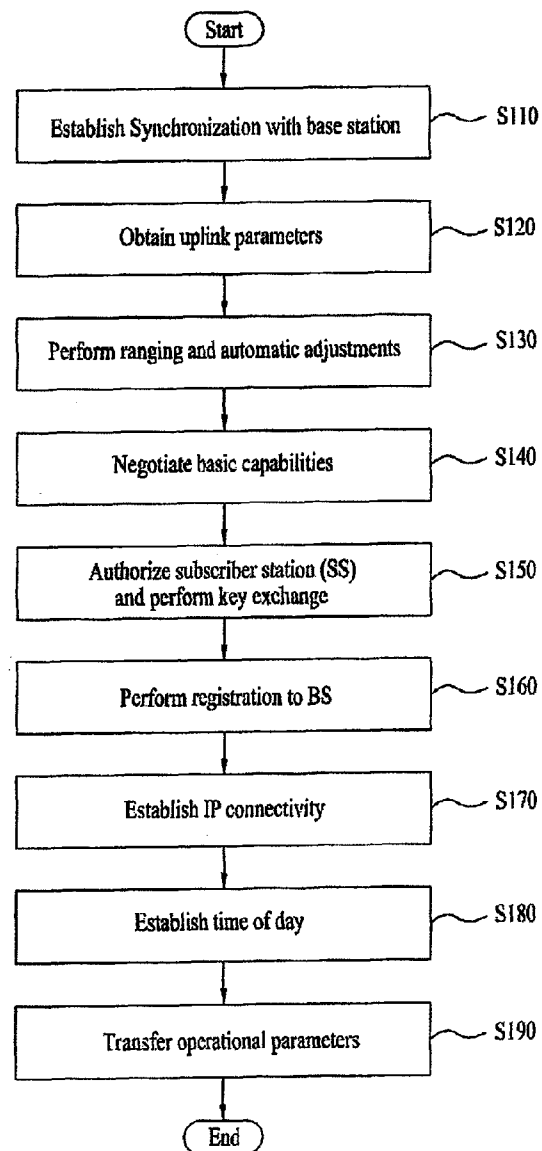 Start
Establish Synchronization with base station
S110
Obtain uplink parameters
S120
Perform ranging and automatic adjustments
S130
Negotiate basic capabilities
S140
Authorize subscriber station (SS)
and perform key exchange
S150
Perform registration to BS
S160
Establish IP connectivity
S170
Establish time of day
S180
Transfer operational parameters
S190
End